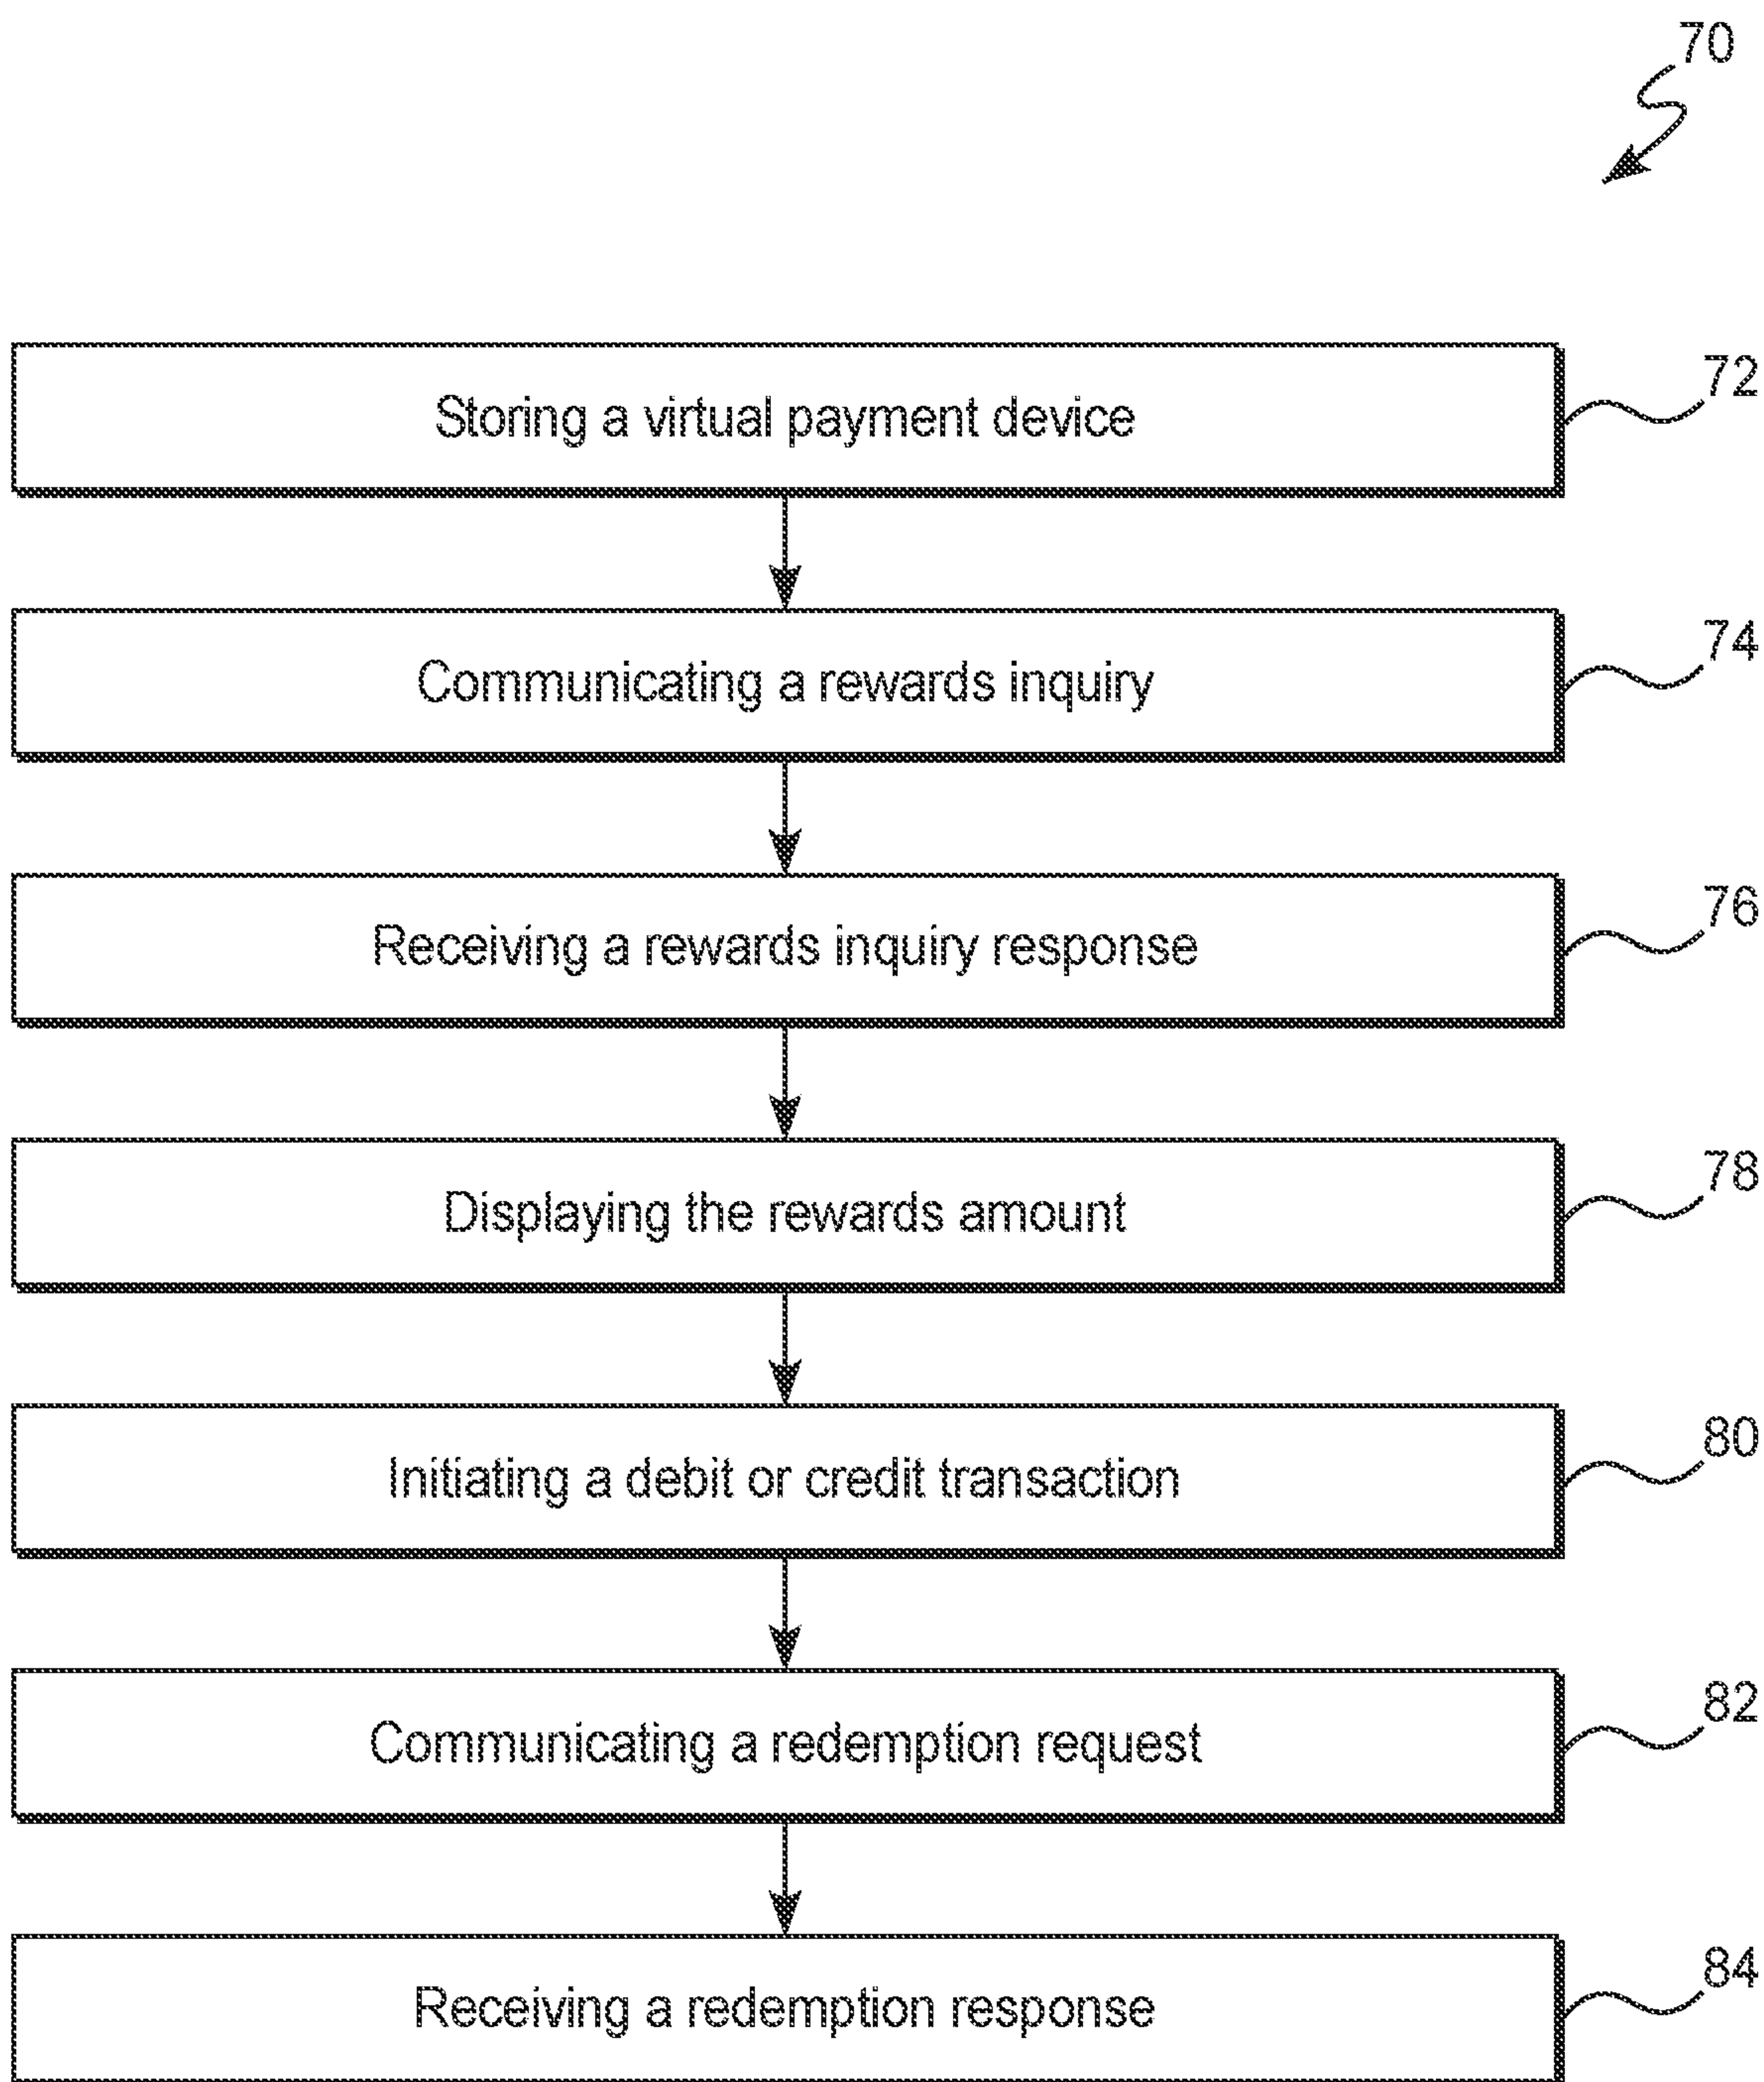 70
Storing a virtual payment device
72
Communicating a rewards inquiry
74
Receiving a rewards inquiry response
76
Displaying the rewards amount
78
Initiating a debit or credit transaction
80
Communicating a redemption request
82
Receiving a redemption response
84